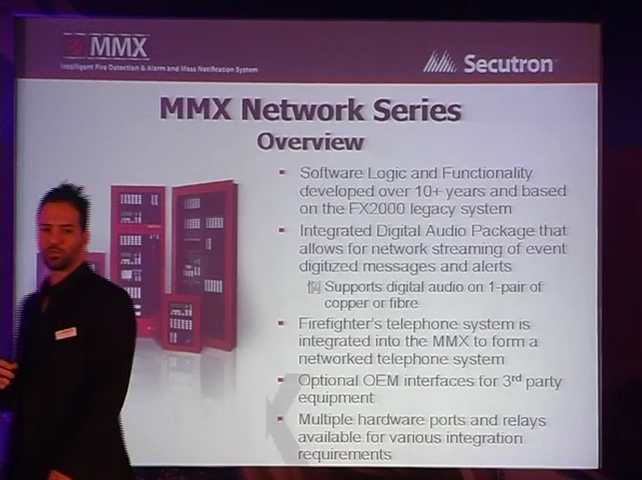 MMX
Intelligent Fire Detection & Alarm and Mass Notification System
Secutron
MMX Network Series
Overview
Software Logic and Functionality
developed over 10+ years and based
on the FX2000 legacy system
Integrated Digital Audio Package that
allows for network streaming of event
digitized messages and alerts
Supports digital audio on 1-pair of
copper or fibre
Firefighter's telephone system is
integrated into the MMX to form a
networked telephone system
Optional OEM interfaces for 3rd party
equipment
Multiple hardware ports and relays
available for various integration
requirements